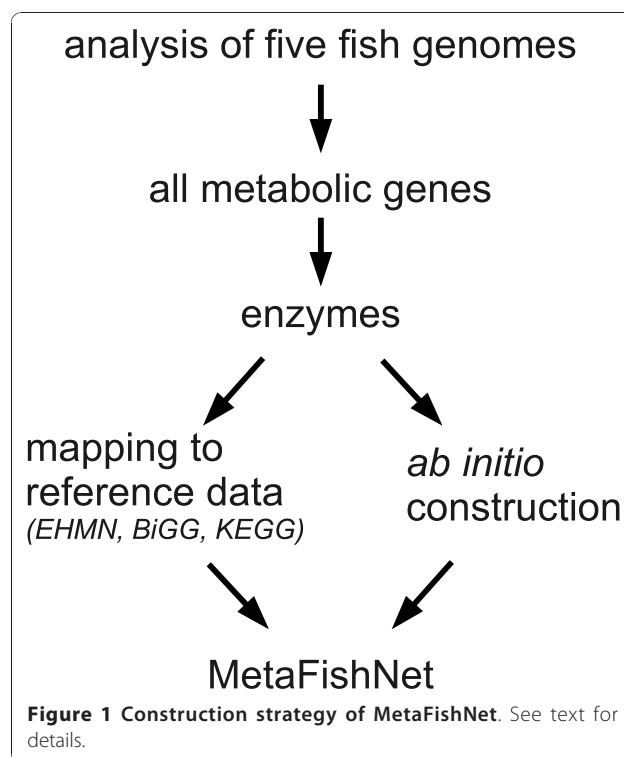 analysis of five fish genomes
all metabolic genes
enzymes
mapping to
reference data
(EHMN, BiGG, KEGG)
ab initio
construction
MetaFishNet
Figure 1 Construction strategy of MetaFishNet. See text for
details.